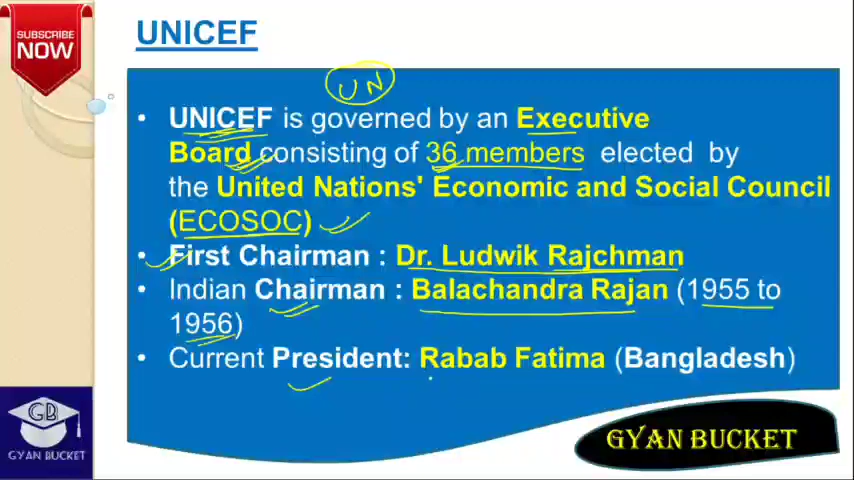 SUBSCRIBE
NOW
UNICEF
UN
• UNICEF is governed by an Executive
Board consisting of 36 members elected by
the United Nations' Economic and Social Council
(ECOSOC)
• First Chairman : Dr. Ludwik Rajchman
• Indian Chairman : Balachandra Rajan (1955 to
1956)
• Current President: Rabab Fatima (Bangladesh)
GB
GYAN BUCKET
GYAN BUCKET